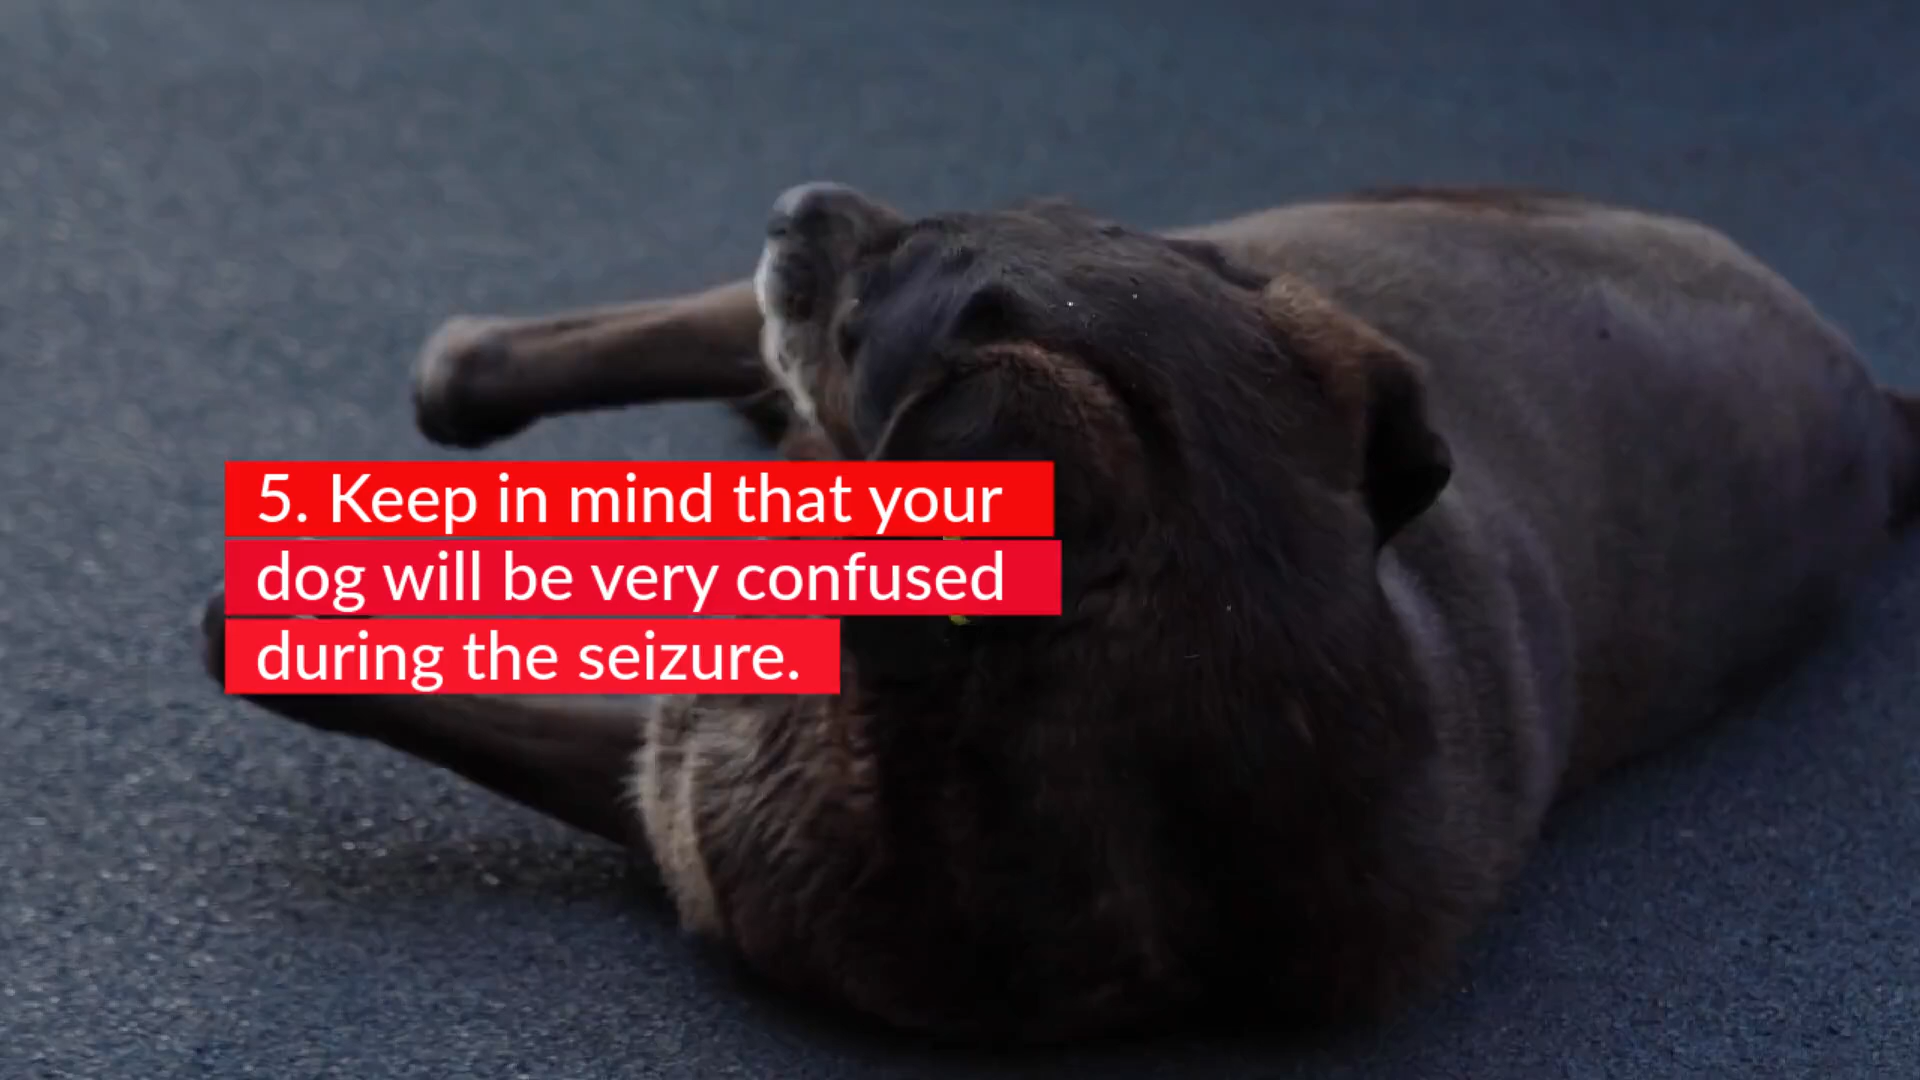 5. Keep in mind that your
dog will be very confused
during the seizure.